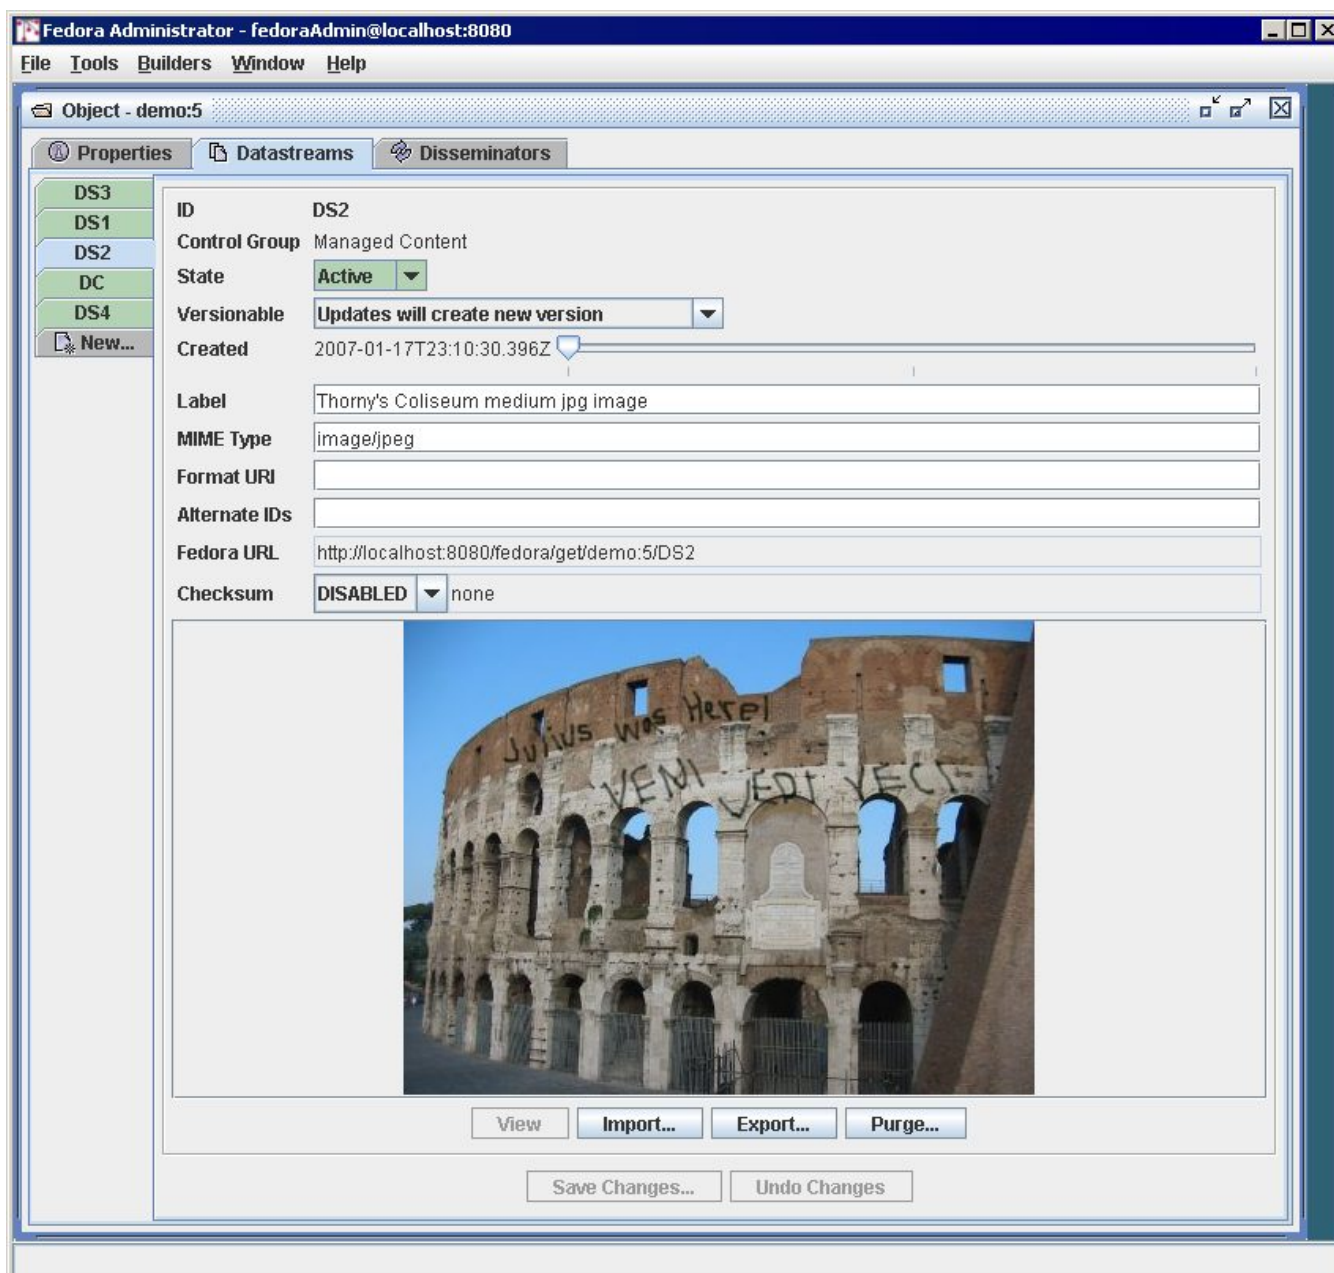 Fedora Administrator - fedoraAdmin@localhost:8080
File Tools Builders Window Help
Object - demo:5
Properties Datastreams Disseminators
DS3
DS1
DS2
DC
DS4
New...
ID DS2
Control Group Managed Content
State Active
Versionable Updates will create new version
Created 2007-01-17T23:10:30.396Z
Label Thorny's Coliseum medium jpg image
MIME Type image/jpeg
Format URI
Alternate IDs
Fedora URL http://localhost:8080/fedora/get/demo:5/DS2
Checksum DISABLED none
Julius was Here!
VENI VEDI VECI
View Import... Export... Purge...
Save Changes... Undo Changes